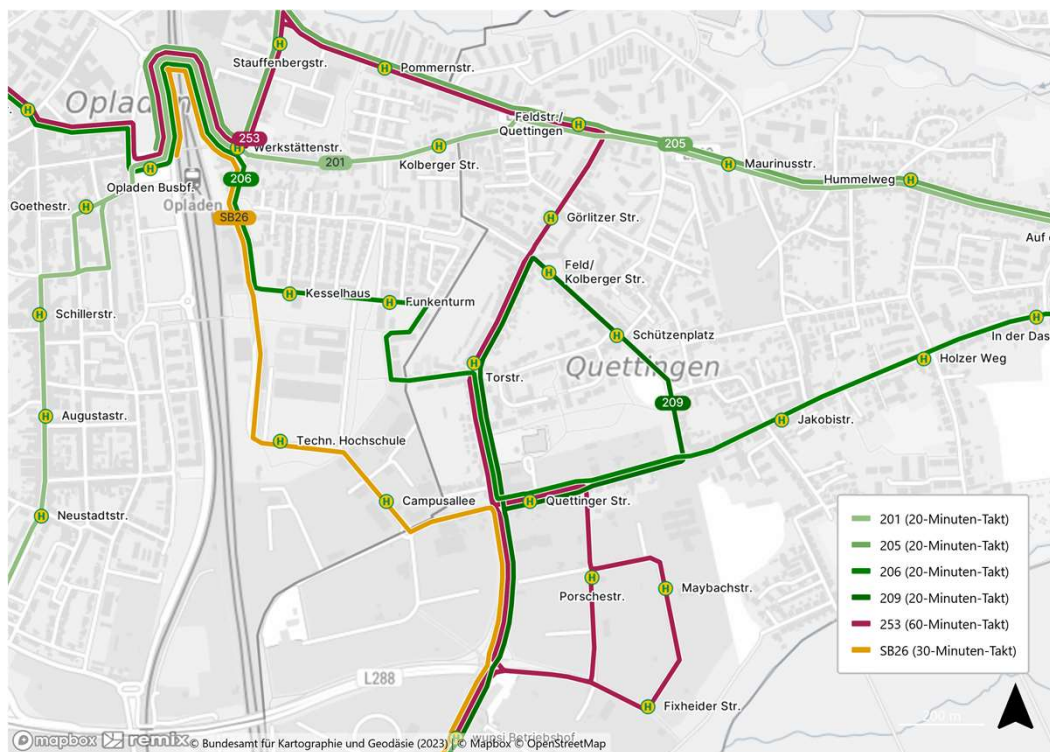 Opladen
Stauffenbergstr.
Pommernstr.
Feldstr./
Quettingen
253
Werkstättenstr.
201
Kolberger Str.
205
Maurinusstr.
Hummelweg
Opladen Busbf.
206
Opladen
Goethestr.
SB26
Görlitzer Str.
Auf
Feld/
Kolberger Str.
Kesselhaus
Funkenturm
Schillerstr.
Schützenplatz
In der Das
Quettingen
Torstr.
Holzer Weg
209
Augustastr.
Jakobistr.
Techn. Hochschule
Campusallee
Quettinger Str.
Neustadtstr.
201 (20-Minuten-Takt)
205 (20-Minuten-Takt)
206 (20-Minuten-Takt)
209 (20-Minuten-Takt)
253 (60-Minuten-Takt)
SB26 (30-Minuten-Takt)
Porschestr.
Maybachstr.
L288
Fixheider Str.
wupsi Betriebshof
mapbox remix © Bundesamt für Kartographie und Geodäsie (2023) | © Mapbox © OpenStreetMap